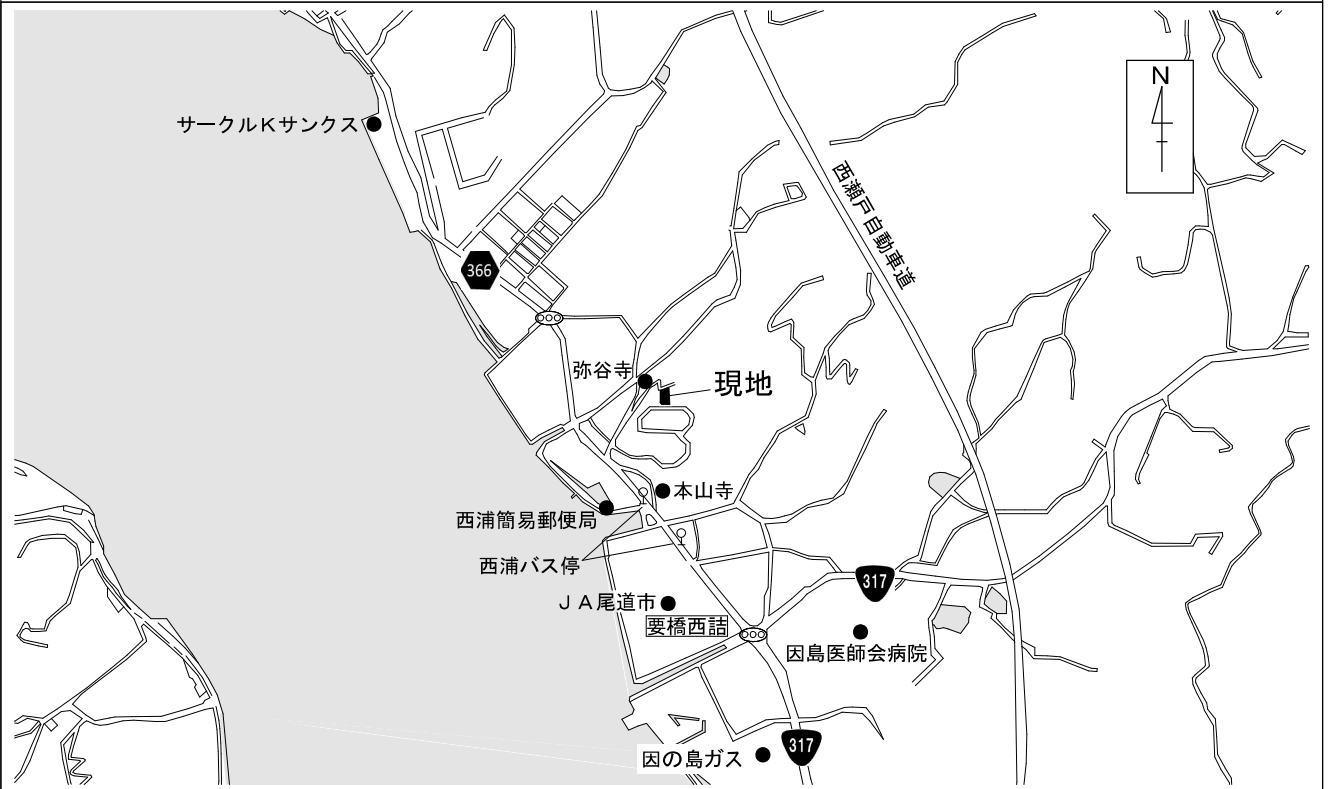 N
サークルKサンクス
西瀬戸自動車道
366
弥谷寺
現地
本山寺
西浦簡易郵便局
西浦バス停
317
JA尾道市
要橋西詰
因島医師会病院
317
因の島ガス